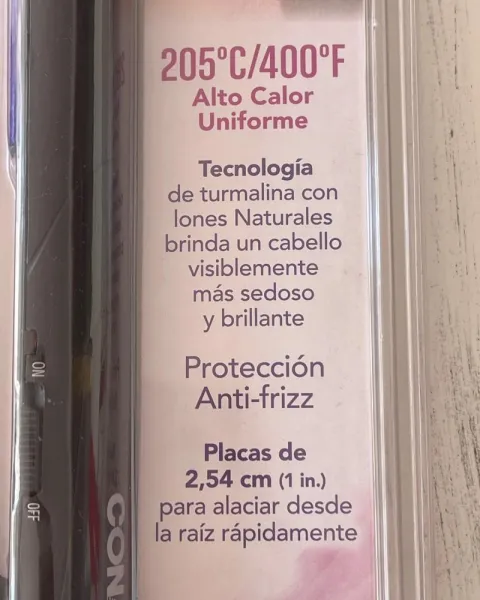 205°C/400°F
Alto Calor
Uniforme
Tecnología
de turmalina con
Iones Naturales
brinda un cabello
visiblemente
más sedoso
y brillante
Protección
Anti-frizz
Placas de
2,54 cm (1 in.)
para alaciar desde
la raíz rápidamente
ON
OFF
CON